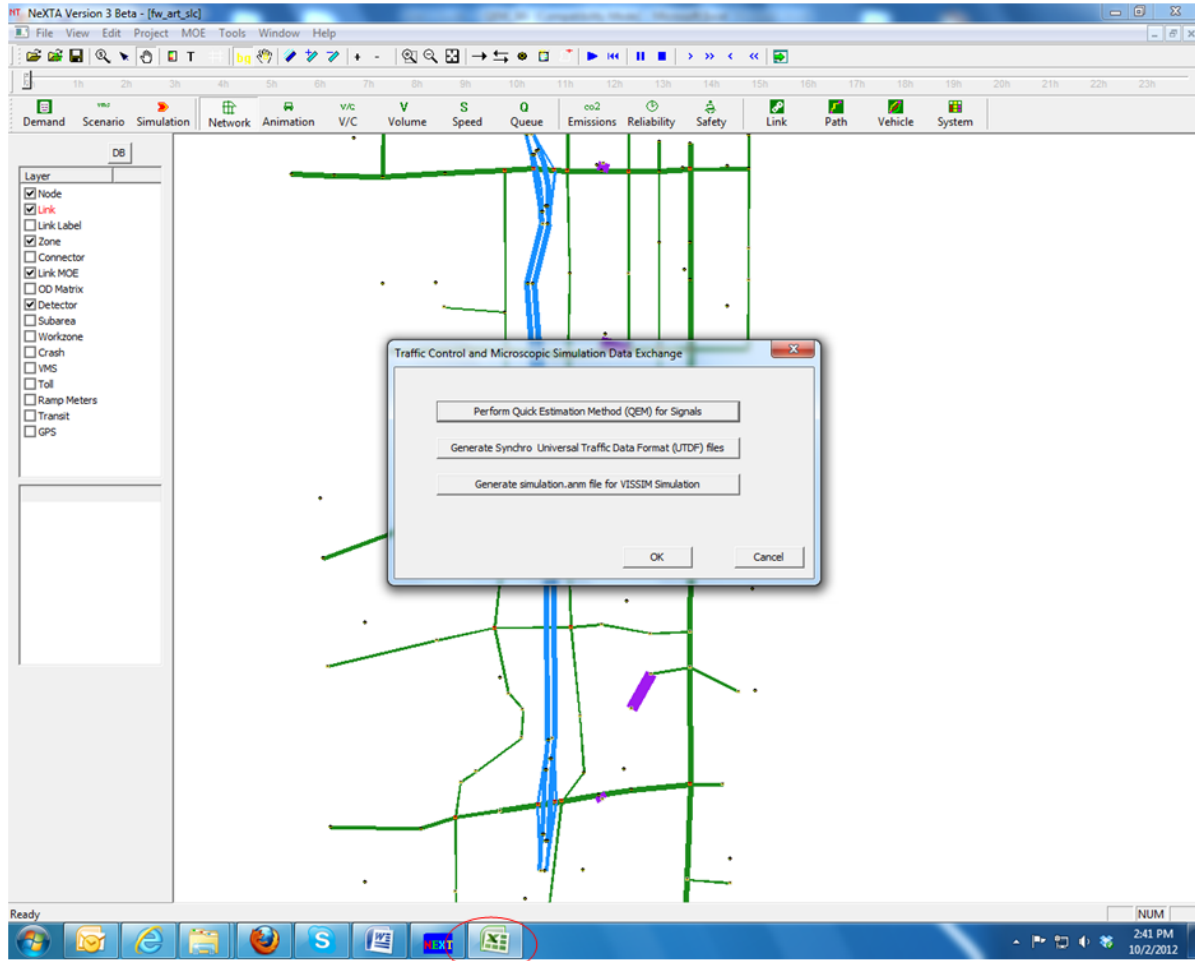 NeXTA Version 3 Beta - [fw_art_slc]
File View Edit Project MOE Tools Window Help
T bg + -
1h 2h 3h 4h 5h 6h 7h 8h 9h 10h 11h 12h 13h 14h 15h 16h 17h 18h 19h 20h 21h 22h 23h
V/C V S Q co2
Demand Scenario Simulation Network Animation V/C Volume Speed Queue Emissions Reliability Safety Link Path Vehicle System
DB
Layer
Node
Link
Link Label
Zone
Connector
Link MOE
OD Matrix
Detector
Subarea
Workzone
Crash
VMS
Toll
Ramp Meters
Transit
GPS
Traffic Control and Microscopic Simulation Data Exchange
Perform Quick Estimation Method (QEM) for Signals
Generate Synchro Universal Traffic Data Format (UTDF) files
Generate simulation.anm file for VISSIM Simulation
OK Cancel
Ready NUM
NEXT
2:41 PM
10/2/2012